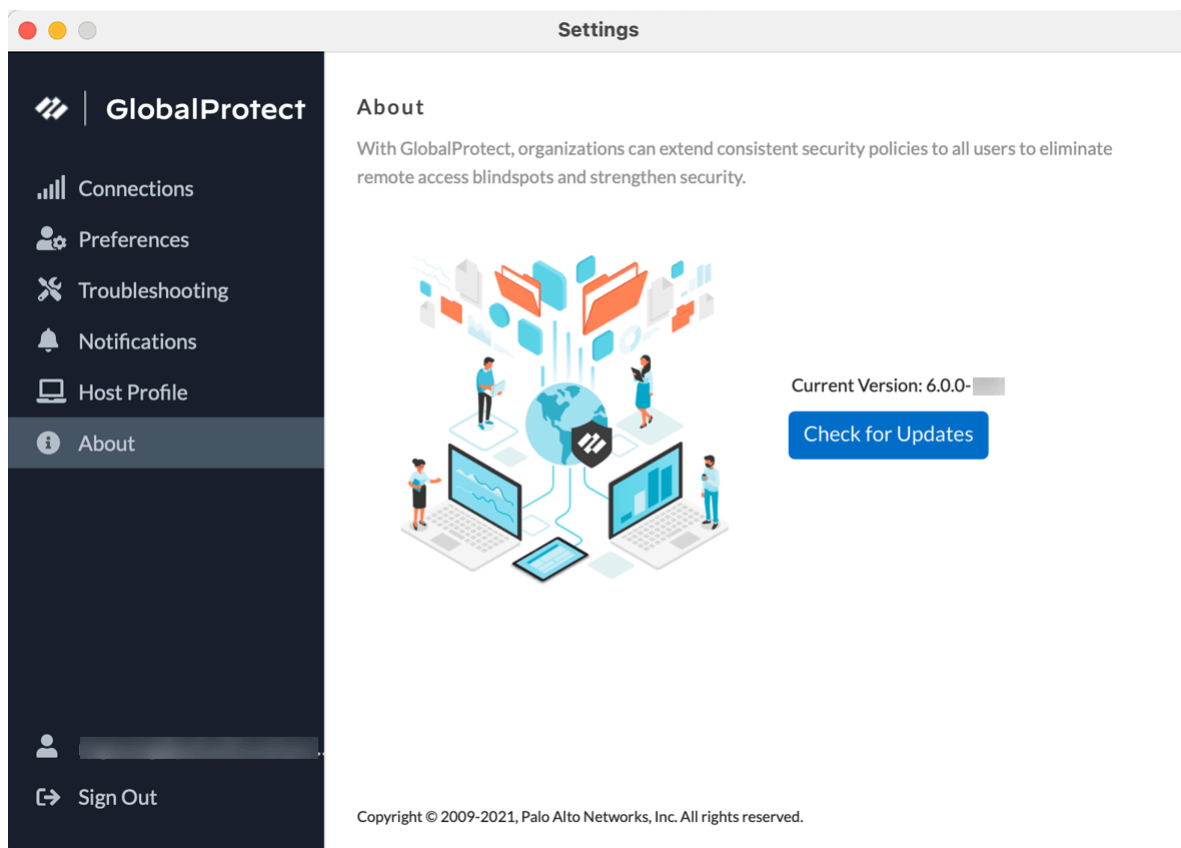 Settings
GlobalProtect
Connections
Preferences
Troubleshooting
Notifications
Host Profile
About
Sign Out
About
With GlobalProtect, organizations can extend consistent security policies to all users to eliminate
remote access blindspots and strengthen security.
Current Version: 6.0.0-
Check for Updates
Copyright © 2009-2021, Palo Alto Networks, Inc. All rights reserved.